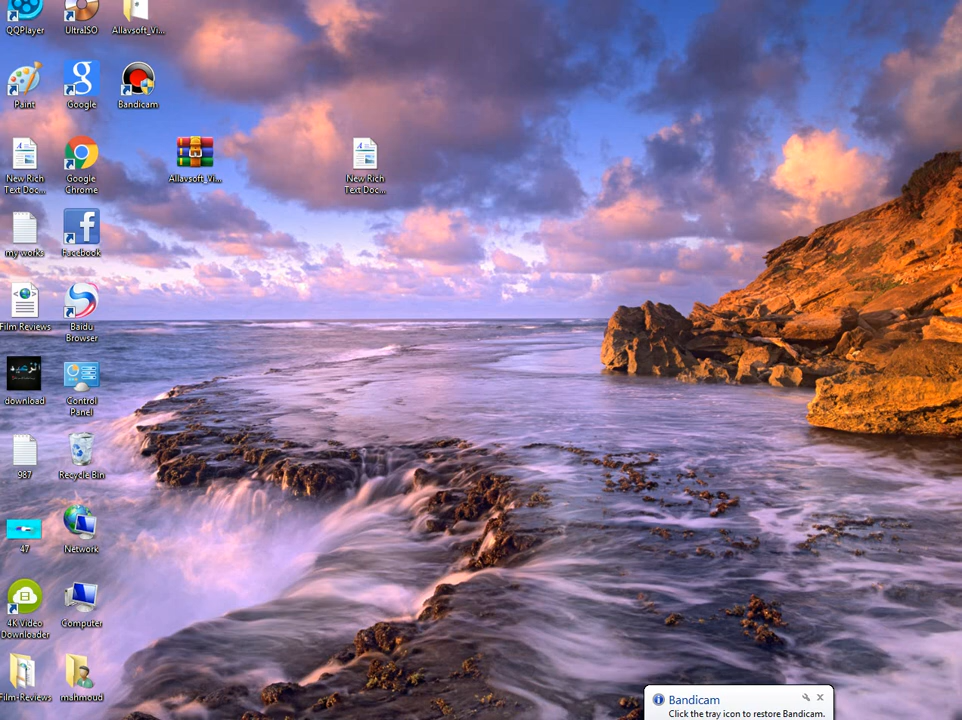 QQPlayer
UltraISO
Allavsoft_Vi...
Paint
Google
Bandicam
New Rich
Text Doc...
Google
Chrome
Allavsoft_Vi...
New Rich
Text Doc...
my works
Facebook
Film Reviews
Baidu
Browser
download
Control
Panel
987
Recycle Bin
47
Network
4K Video
Downloader
Computer
Film-Reviews
mahmoud
Bandicam
Click the tray icon to restore Bandicam.